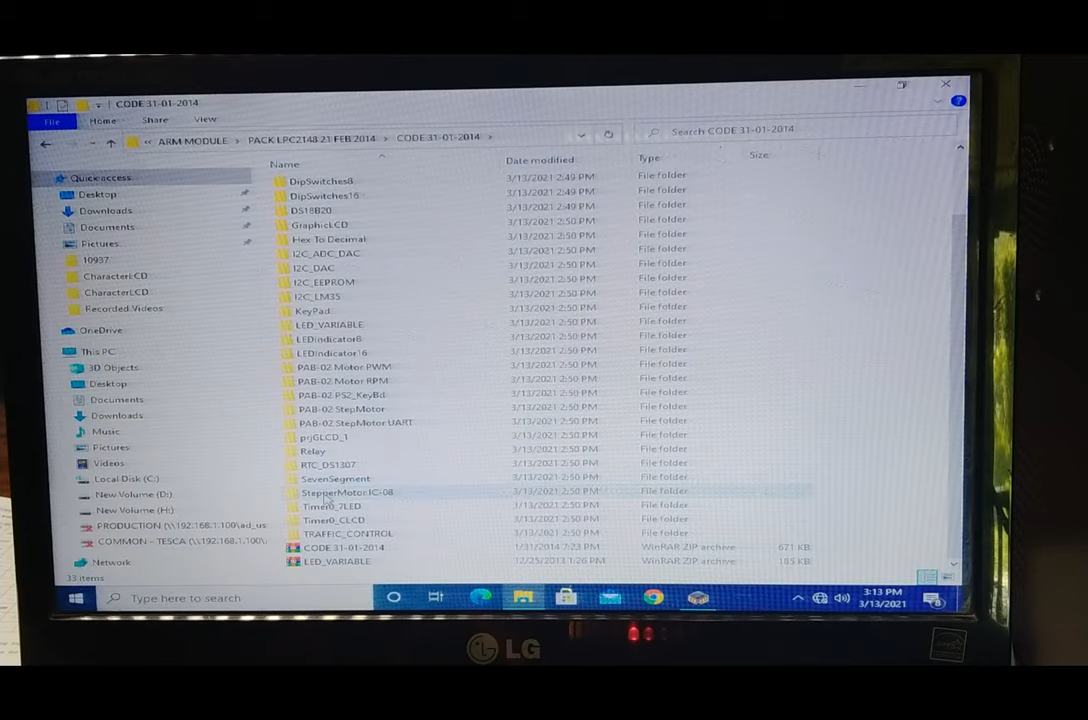 CODE 31-01-2014
File Home Share View
« ARM MODULE > PACK LPC2148 21 FEB 2014 > CODE 31-01-2014 >
Search CODE 31-01-2014
Name Date modified Type Size
Quick access
Desktop
Downloads
Documents
Pictures
10937
CharacterLCD
CharacterLCD
Recorded Videos
OneDrive
This PC
3D Objects
Desktop
Documents
Downloads
Music
Pictures
Videos
Local Disk (C:)
New Volume (D:)
New Volume (H:)
PRODUCTION (\\192.168.1.100\ad_us
COMMON - TESCA (\\192.168.1.100\
Network
DipSwitches8 3/13/2021 2:49 PM File folder
DipSwitches16 3/13/2021 2:49 PM File folder
DS18B20 3/13/2021 2:49 PM File folder
GraphicLCD 3/13/2021 2:50 PM File folder
Hex To Decimal 3/13/2021 2:50 PM File folder
I2C_ADC_DAC 3/13/2021 2:50 PM File folder
I2C_DAC 3/13/2021 2:50 PM File folder
I2C_EEPROM 3/13/2021 2:50 PM File folder
I2C_LM35 3/13/2021 2:50 PM File folder
KeyPad 3/13/2021 2:50 PM File folder
LED_VARIABLE 3/13/2021 2:50 PM File folder
LEDindicator8 3/13/2021 2:50 PM File folder
LEDindicator16 3/13/2021 2:50 PM File folder
PAB-02 Motor PWM 3/13/2021 2:50 PM File folder
PAB-02 Motor RPM 3/13/2021 2:50 PM File folder
PAB-02 PS2_KeyBd 3/13/2021 2:50 PM File folder
PAB-02 StepMotor 3/13/2021 2:50 PM File folder
PAB-02 StepMotor UART 3/13/2021 2:50 PM File folder
prjGLCD_1 3/13/2021 2:50 PM File folder
Relay 3/13/2021 2:50 PM File folder
RTC_DS1307 3/13/2021 2:50 PM File folder
SevenSegment 3/13/2021 2:50 PM File folder
StepperMotor IC-08 3/13/2021 2:50 PM File folder
Timer0_7LED 3/13/2021 2:50 PM File folder
Timer0_CLCD 3/13/2021 2:50 PM File folder
TRAFFIC_CONTROL 3/13/2021 2:50 PM File folder
CODE 31-01-2014 1/31/2014 7:23 PM WinRAR ZIP archive 671 KB
LED_VARIABLE 12/25/2013 1:26 PM WinRAR ZIP archive 185 KB
33 items
Type here to search
3:13 PM
3/13/2021
8
LG